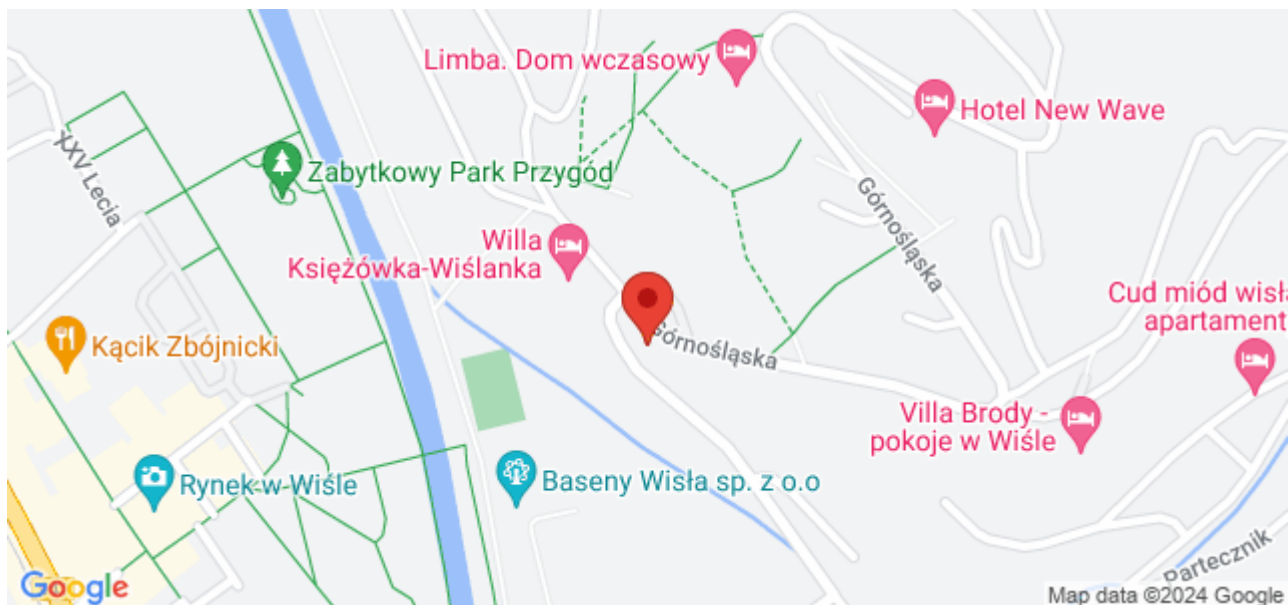 Limba. Dom wczasowy
Hotel New Wave
XXV Lecia
Zabytkowy Park Przygód
Górnośląska
Willa
Księżówka-Wiślanka
Cud miód wisła
apartament
Górnośląska
Kącik Zbójnicki
Villa Brody -
pokoje w Wiśle
Rynek w Wiśle
Baseny Wisła sp. z o.o
Partecznik
Google
Map data ©2024 Google